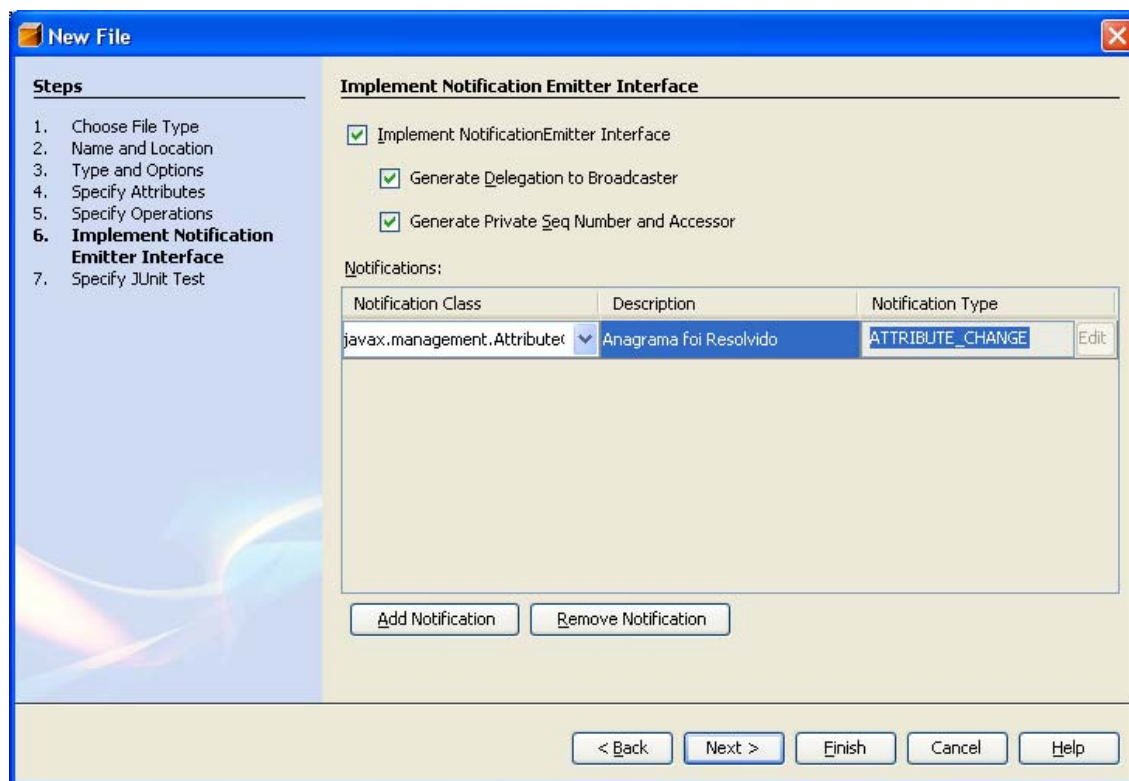 New File
Steps
1. Choose File Type
2. Name and Location
3. Type and Options
4. Specify Attributes
5. Specify Operations
6. Implement Notification
Emitter Interface
7. Specify JUnit Test
Implement Notification Emitter Interface
Implement NotificationEmitter Interface
Generate Delegation to Broadcaster
Generate Private Seq Number and Accessor
Notifications:
Notification Class Description Notification Type
javax.management.Attribute Anagrama foi Resolvido ATTRIBUTE_CHANGE Edit
Add Notification Remove Notification
< Back Next > Finish Cancel Help